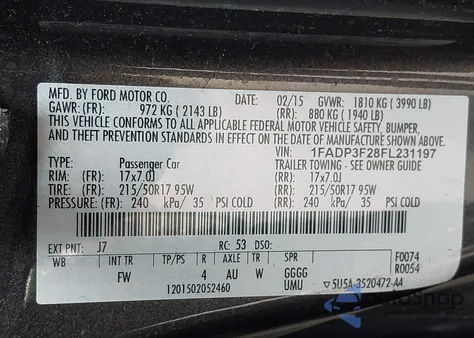 MFD. BY FORD MOTOR CO. DATE: 02/15 GVWR: 1810 KG ( 3990 LB)
GAWR: (FR) 972 KG ( 2143 LB) (RR) 880 KG ( 1940 LB)
THIS VEHICLE CONFORMS TO ALL APPLICABLE FEDERAL MOTOR VEHICLE SAFETY, BUMPER,
AND THEFT PREVENTION STANDARDS IN EFFECT ON THE DATE OF MANUFACTURE SHOWN ABOVE.
VIN: 1FADP3F28FL231197
TYPE: Passenger Car TRAILER TOWING - SEE OWNER GUIDE
RIM: (FR) 17x7.0J (RR) 17x7.0J
TIRE: (FR) 215/50R17 95W (RR) 215/50R17 95W
PRESSURE: (FR) 240 kPa/ 35 PSI COLD (RR) 240 kPa/ 35 PSI COLD
EXT PNT: J7 RC: 53 DSO:
WB INT TR TP/PS R AXLE TR SPR F0074
FW 4 AU W GGGG R0054
1201502052460 UMU 5U5A-3520472-AA
AutoSnap